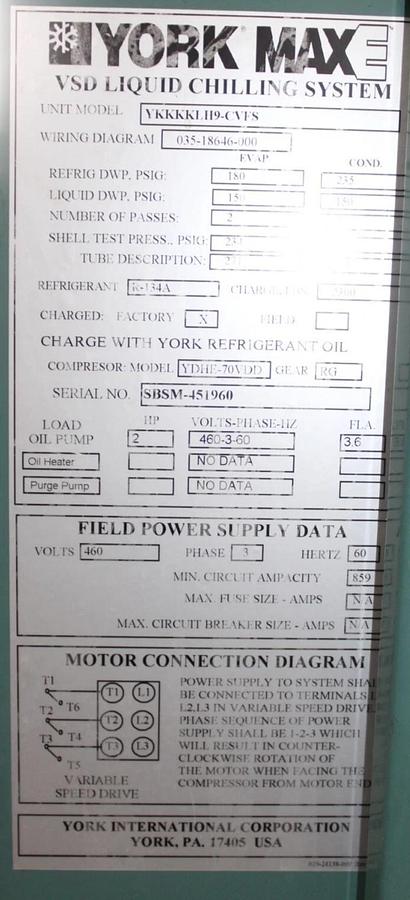 YORK MAXE
VSD LIQUID CHILLING SYSTEM
UNIT MODEL YKKKKLH9-CVFS
WIRING DIAGRAM 035-18646-000
EVAP COND.
REFRIG DWP, PSIG: 180 235
LIQUID DWP, PSIG: 150 150
NUMBER OF PASSES: 2
SHELL TEST PRESS., PSIG:
TUBE DESCRIPTION:
REFRIGERANT R-134A
CHARGED: FACTORY X FIELD
CHARGE WITH YORK REFRIGERANT OIL
COMPRESOR: MODEL YDHE-70VDD GEAR RG
SERIAL NO. SBSM-451960
LOAD HP VOLTS-PHASE-HZ FLA.
OIL PUMP 2 460-3-60 3.6
Oil Heater NO DATA
Purge Pump NO DATA
FIELD POWER SUPPLY DATA
VOLTS 460 PHASE 3 HERTZ 60
MIN. CIRCUIT AMPACITY 859
MAX. FUSE SIZE - AMPS N/A
MAX. CIRCUIT BREAKER SIZE - AMPS N/A
MOTOR CONNECTION DIAGRAM
T1 T6
T2 T4
T3 T5
T1 L1
T2 L2
T3 L3
VARIABLE
SPEED DRIVE
POWER SUPPLY TO SYSTEM SHA
BE CONNECTED TO TERMINALS L
L2,L3 IN VARIABLE SPEED DRIVE.
PHASE SEQUENCE OF POWER
SUPPLY SHALL BE 1-2-3 WHICH
WILL RESULT IN COUNTER-
CLOCKWISE ROTATION OF
THE MOTOR WHEN FACING THE
COMPRESSOR FROM MOTOR END
YORK INTERNATIONAL CORPORATION
YORK, PA. 17405 USA